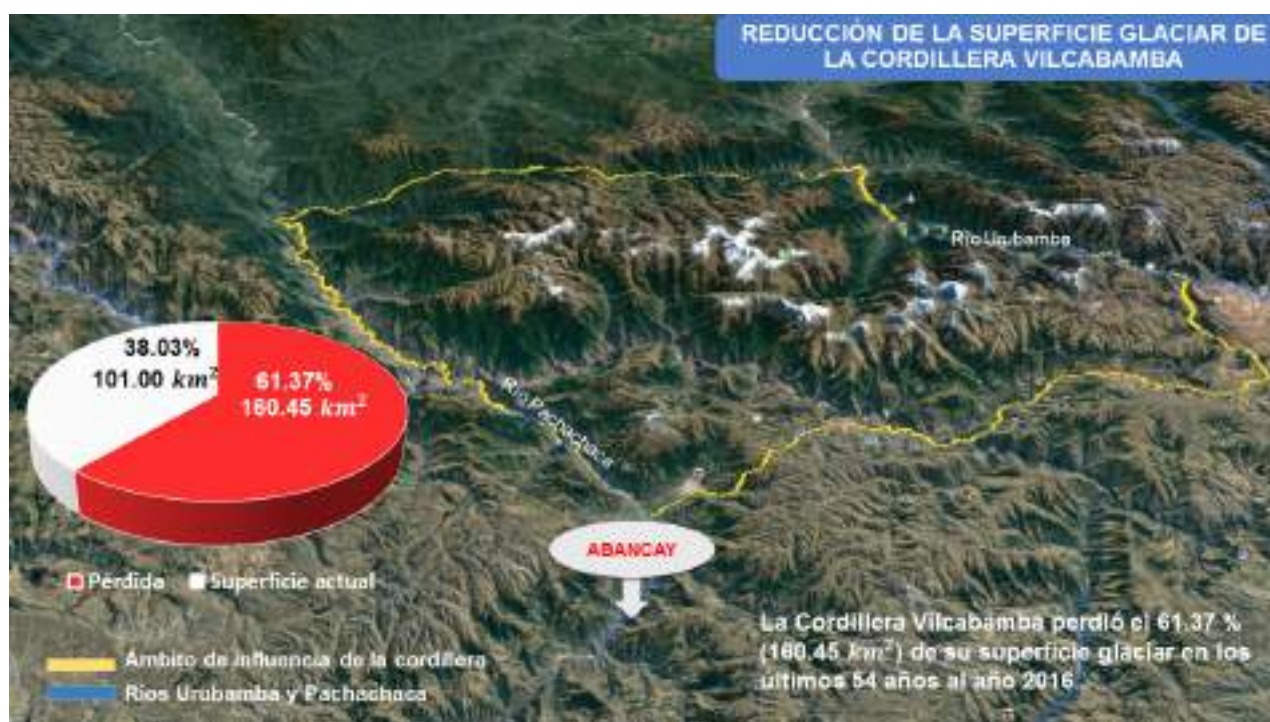 REDUCCIÓN DE LA SUPERFICIE GLACIAR DE
LA CORDILLERA VILCABAMBA
Río Urubamba
38.03%
101.00 km²
61.37%
160.45 km²
Río Pachachaca
ABANCAY
Pérdida
Superficie actual
Ámbito de influencia de la cordillera
Ríos Urubamba y Pachachaca
La Cordillera Vilcabamba perdió el 61.37 %
(160.45 km²) de su superficie glaciar en los
últimos 54 años al año 2016